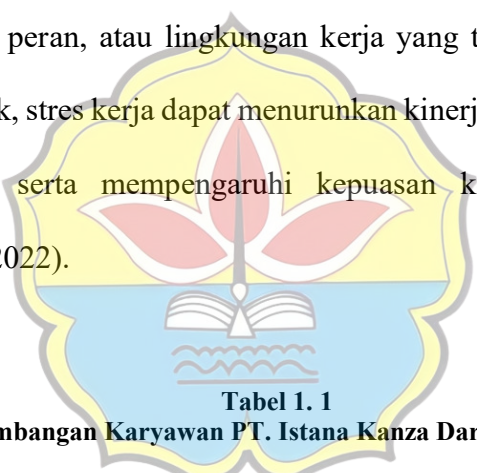 peran, atau lingkungan kerja yang
k, stres kerja dapat menurunkan kinerj
serta mempengaruhi kepuasan k
2022).
Tabel 1. 1
mbangan Karyawan PT. Istana Kanza Dar